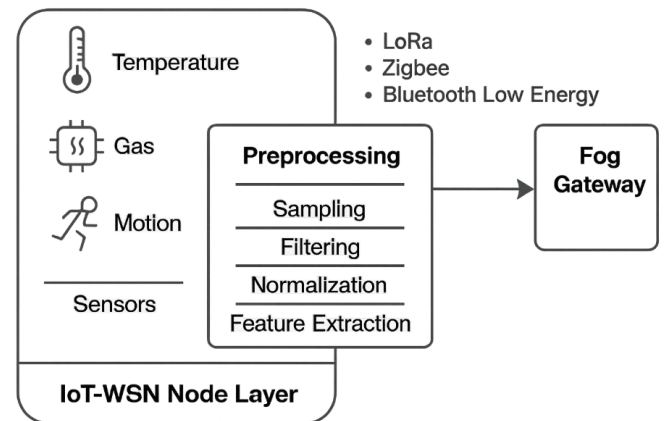 Temperature
Gas
Motion
Sensors
IoT-WSN Node Layer
Preprocessing
Sampling
Filtering
Normalization
Feature Extraction
• LoRa
• Zigbee
• Bluetooth Low Energy
Fog
Gateway